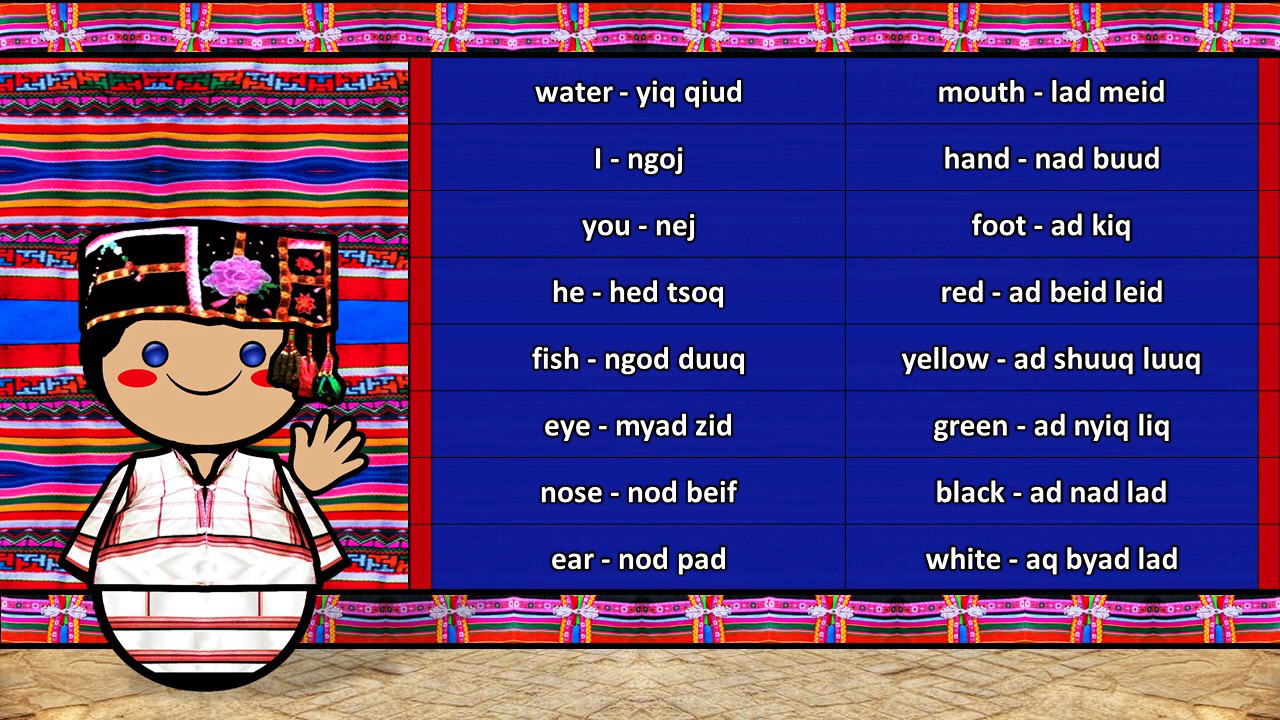 water - yiq qiud
mouth - lad meid
I - ngoj
hand - nad buud
you - nej
foot - ad kiq
he - hed tsoq
red - ad beid leid
fish - ngod duuq
yellow - ad shuuq luuq
eye - myad zid
green - ad nyiq liq
nose - nod beif
black - ad nad lad
ear - nod pad
white - aq byad lad